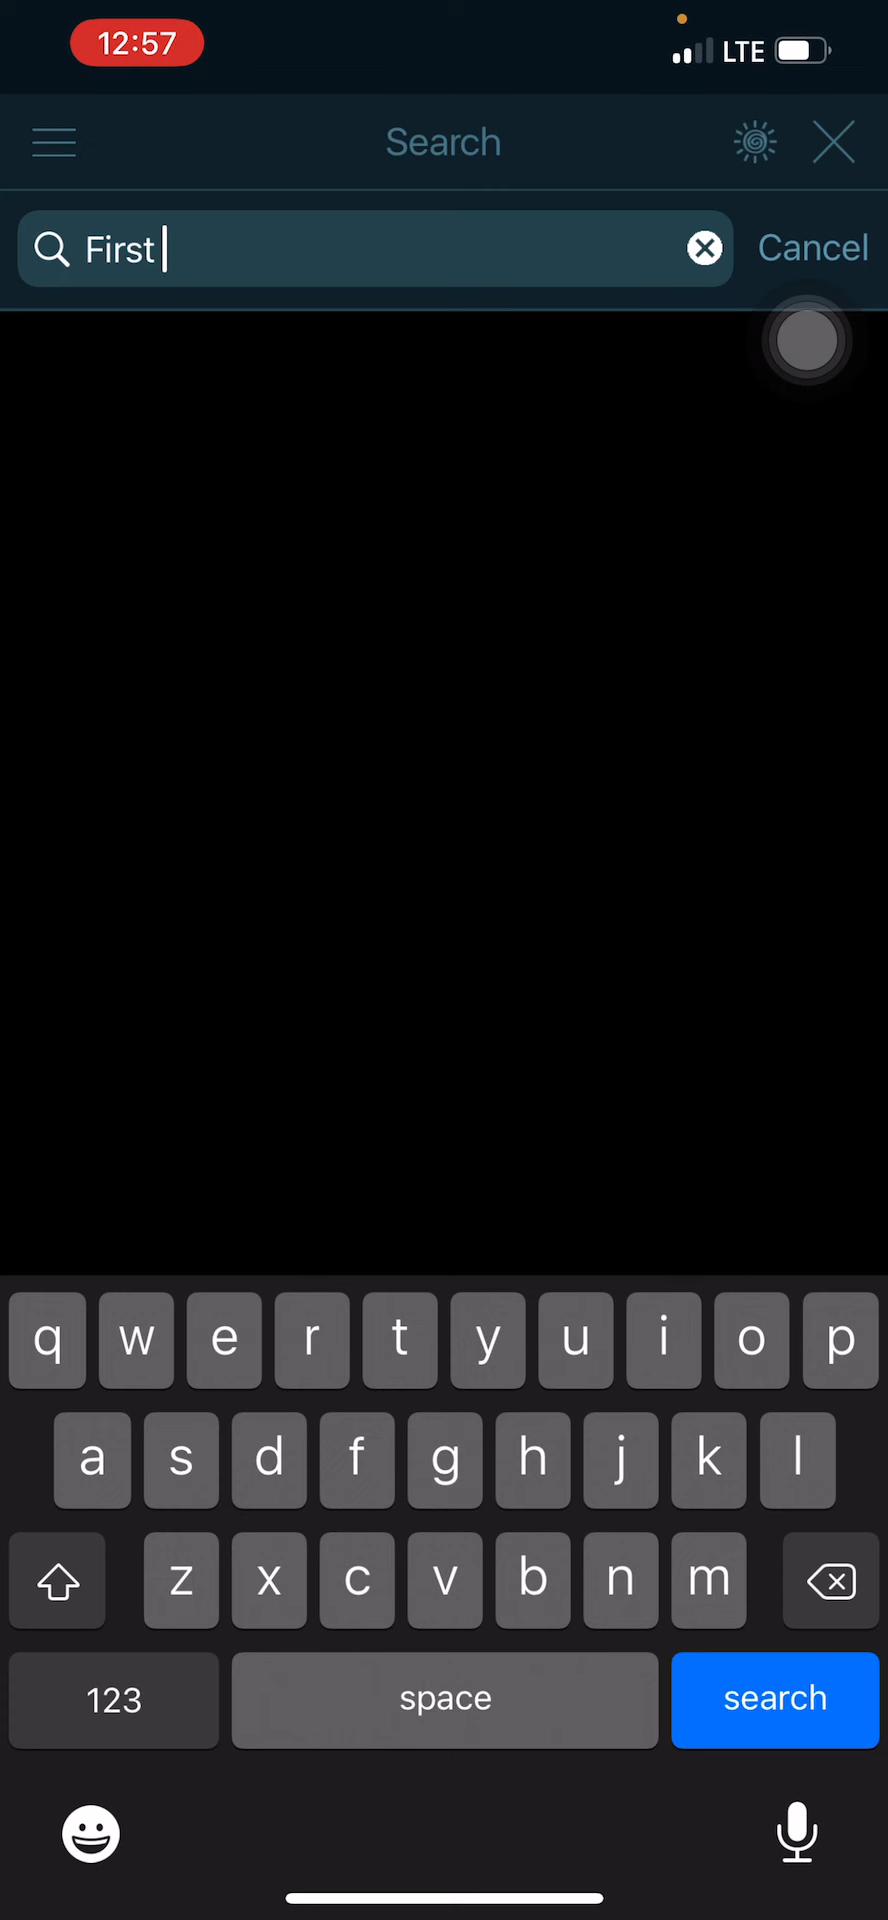 12:57
LTE
Search
First
Cancel
q w e r t y u i o p
a s d f g h j k l
z x c v b n m
123 space search